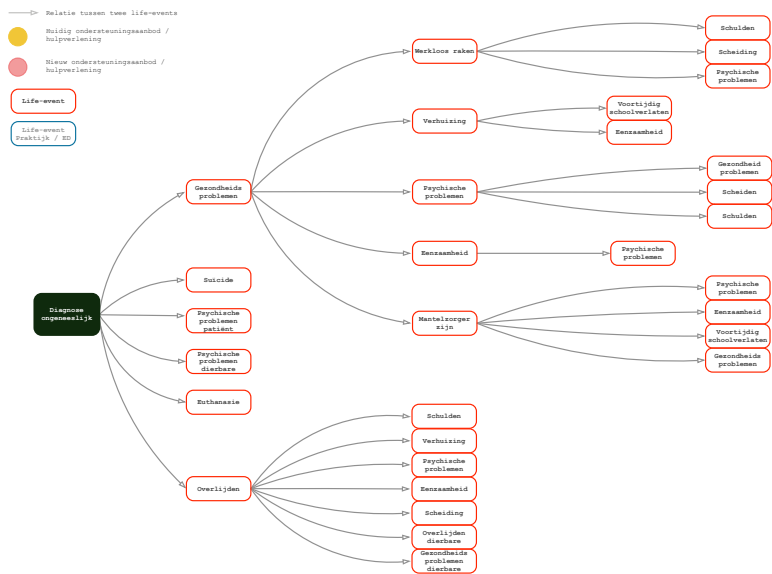 Relatie tussen twee life-events
Huidig ondersteuningsaanbod /
hulpverlening
Nieuw ondersteuningsaanbod /
hulpverlening
Life-event
Life-event
Praktijk / ED
Diagnose
ongeneeslijk
Gezondheids
problemen
Suïcide
Psychische
problemen
patiënt
Psychische
problemen
dierbare
Euthanasie
Overlijden
Werkloos raken
Verhuizing
Psychische
problemen
Eenzaamheid
Mantelzorger
zijn
Schulden
Scheiding
Psychische
problemen
Voortijdig
schoolverlaten
Eenzaamheid
Gezondheid
problemen
Scheiden
Schulden
Psychische
problemen
Psychische
problemen
Eenzaamheid
Voortijdig
schoolverlaten
Gezondheids
problemen
Schulden
Verhuizing
Psychische
problemen
Eenzaamheid
Scheiding
Overlijden
dierbare
Gezondheids
problemen
dierbare